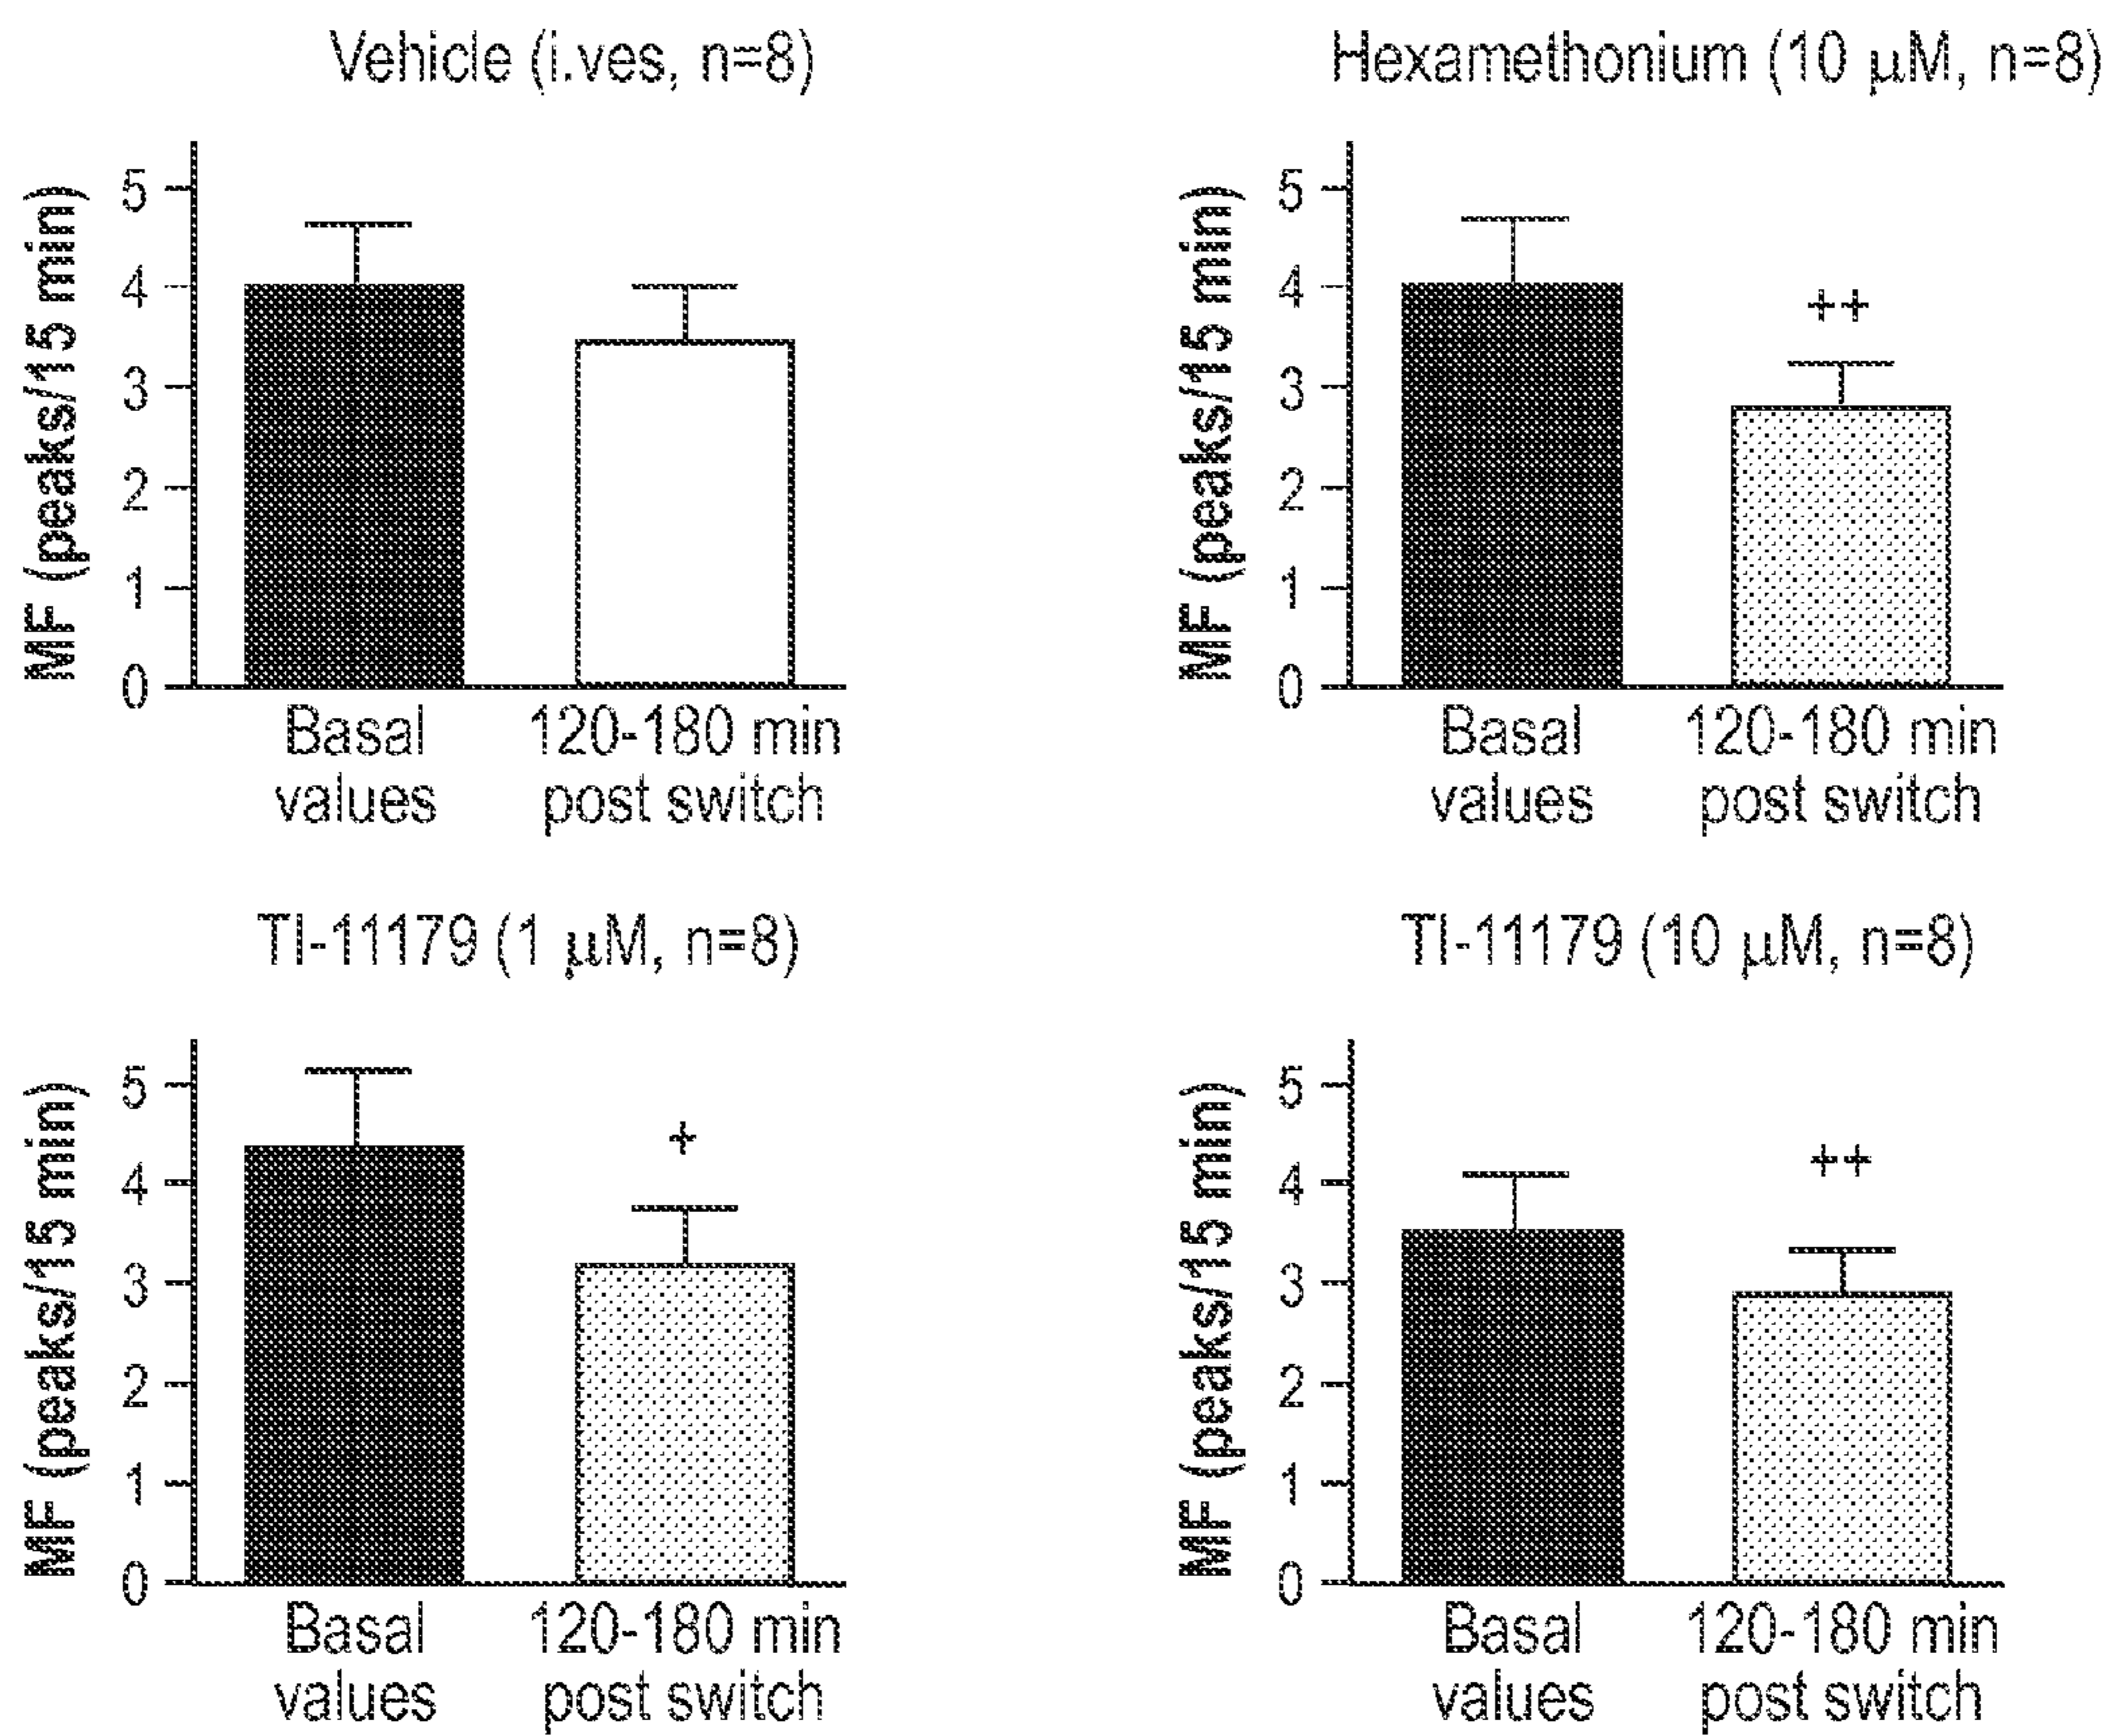 Vehicle (i.ves, n=8)
MF (peaks/15 min)
5
4
3
2
1
0
Basal values
120-180 min post switch
Hexamethonium (10 µM, n=8)
MF (peaks/15 min)
5
4
++
3
2
1
0
Basal values
120-180 min post switch
TI-11179 (1 µM, n=8)
MF (peaks/15 min)
5
+
4
3
2
1
0
Basal values
120-180 min post switch
TI-11179 (10 µM, n=8)
MF (peaks/15 min)
5
++
4
3
2
1
0
Basal values
120-180 min post switch